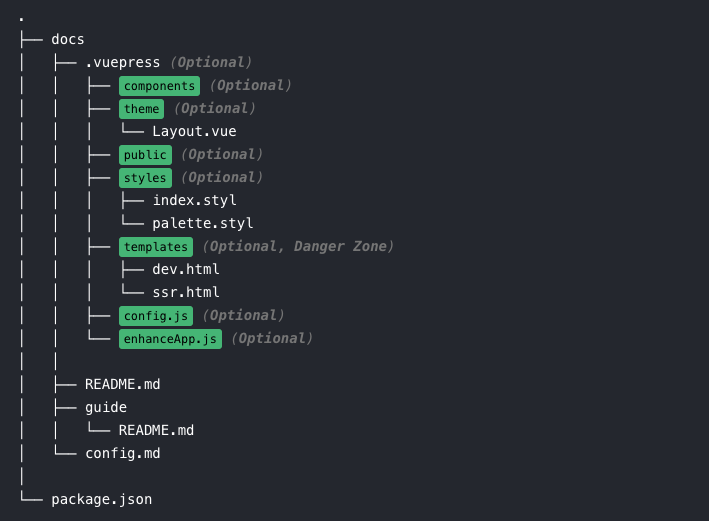 .
├── docs
│   ├── .vuepress (Optional)
│   │   ├── components (Optional)
│   │   ├── theme (Optional)
│   │   │   └── Layout.vue
│   │   ├── public (Optional)
│   │   ├── styles (Optional)
│   │   │   ├── index.styl
│   │   │   └── palette.styl
│   │   ├── templates (Optional, Danger Zone)
│   │   │   ├── dev.html
│   │   │   └── ssr.html
│   │   ├── config.js (Optional)
│   │   └── enhanceApp.js (Optional)
│   │
│   ├── README.md
│   ├── guide
│   │   └── README.md
│   └── config.md
│
└── package.json